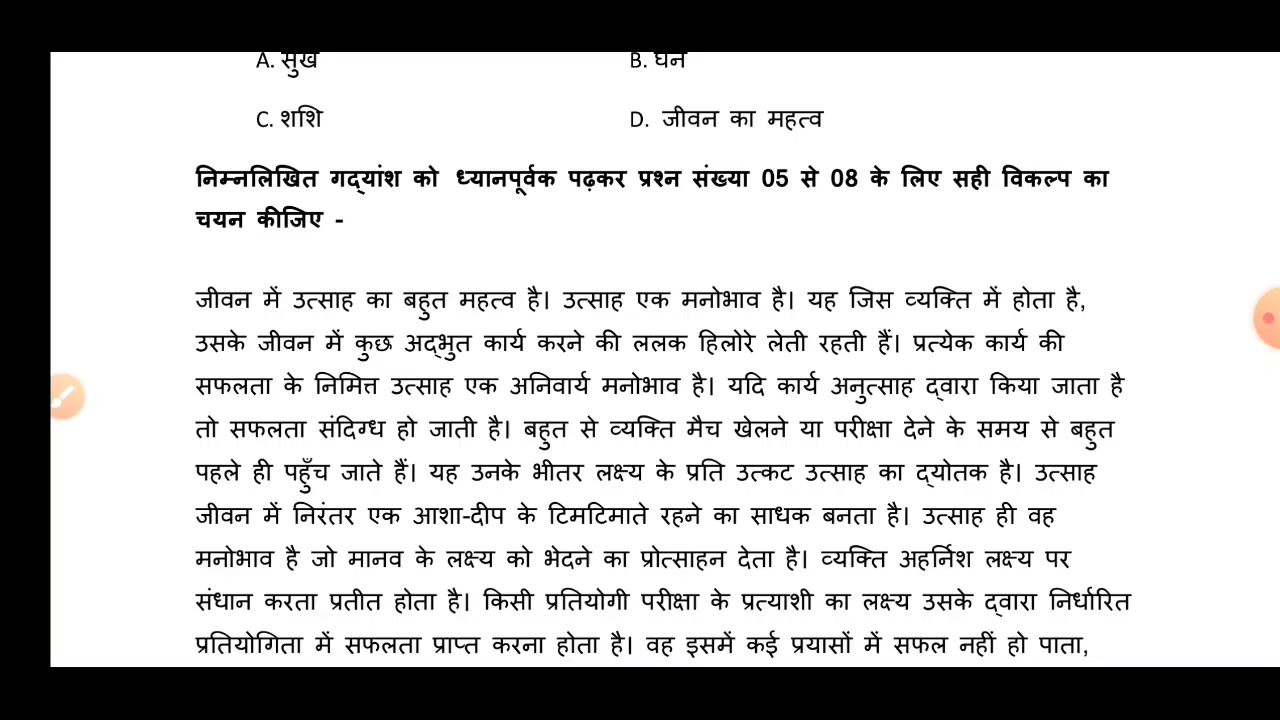 A. सुख B. धन
C. शशि D. जीवन का महत्व
निम्नलिखित गद्यांश को ध्यानपूर्वक पढ़कर प्रश्न संख्या 05 से 08 के लिए सही विकल्प का
चयन कीजिए -
जीवन में उत्साह का बहुत महत्व है। उत्साह एक मनोभाव है। यह जिस व्यक्ति में होता है,
उसके जीवन में कुछ अद्भुत कार्य करने की ललक हिलोरे लेती रहती हैं। प्रत्येक कार्य की
सफलता के निमित्त उत्साह एक अनिवार्य मनोभाव है। यदि कार्य अनुत्साह द्वारा किया जाता है
तो सफलता संदिग्ध हो जाती है। बहुत से व्यक्ति मैच खेलने या परीक्षा देने के समय से बहुत
पहले ही पहुँच जाते हैं। यह उनके भीतर लक्ष्य के प्रति उत्कट उत्साह का द्योतक है। उत्साह
जीवन में निरंतर एक आशा-दीप के टिमटिमाते रहने का साधक बनता है। उत्साह ही वह
मनोभाव है जो मानव के लक्ष्य को भेदने का प्रोत्साहन देता है। व्यक्ति अहर्निश लक्ष्य पर
संधान करता प्रतीत होता है। किसी प्रतियोगी परीक्षा के प्रत्याशी का लक्ष्य उसके द्वारा निर्धारित
प्रतियोगिता में सफलता प्राप्त करना होता है। वह इसमें कई प्रयासों में सफल नहीं हो पाता,